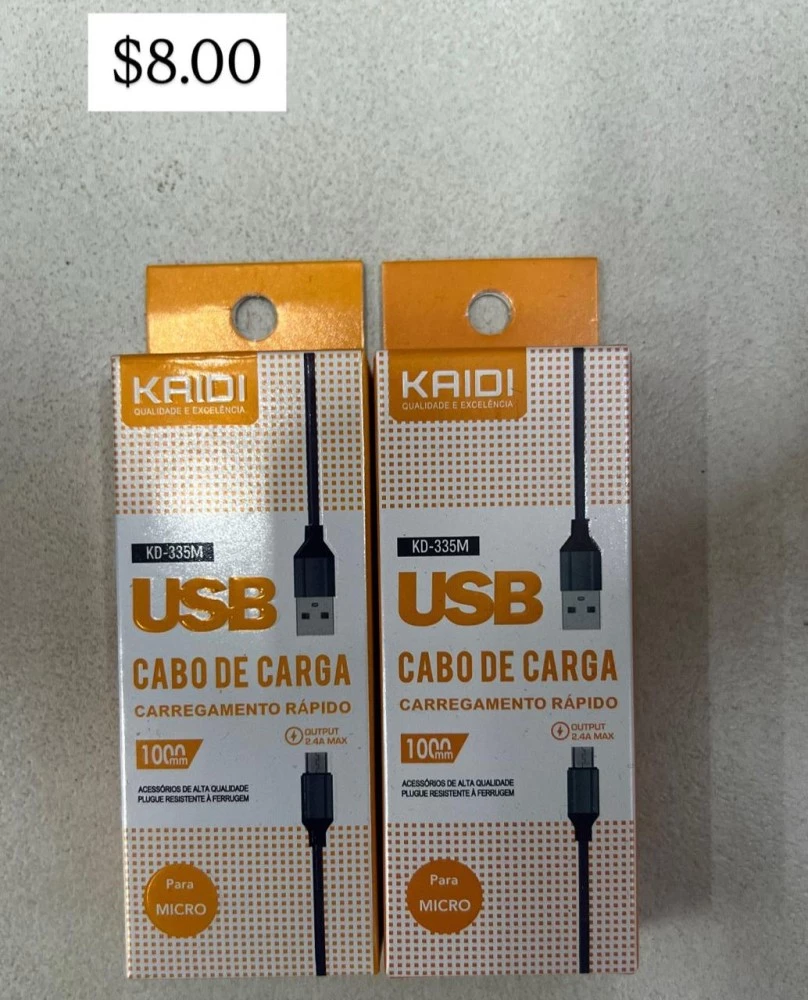 $8.00
KAIDI
QUALIDADE E EXCELÊNCIA
KD-335M
USB
CABO DE CARGA
CARREGAMENTO RÁPIDO
1000mm
OUTPUT
2.4A MAX
ACESSÓRIOS DE ALTA QUALIDADE
PLUGUE RESISTENTE À FERRUGEM
Para
MICRO
KAIDI
QUALIDADE E EXCELÊNCIA
KD-335M
USB
CABO DE CARGA
CARREGAMENTO RÁPIDO
1000mm
OUTPUT
2.4A MAX
ACESSÓRIOS DE ALTA QUALIDADE
PLUGUE RESISTENTE À FERRUGEM
Para
MICRO